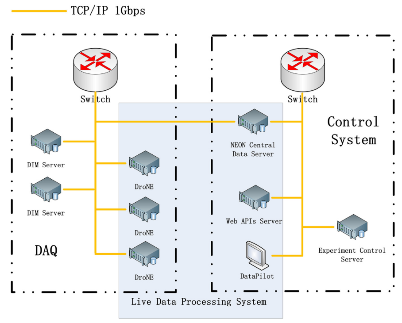 TCP/IP 1Gbps
Switch
Switch
Control
System
NEON Central
Data Server
DIM Server
DroNE
DIM Server
DroNE
Web APIs Server
DAQ
DroNE
DataPilot
Experiment Control
Server
Live Data Processing System